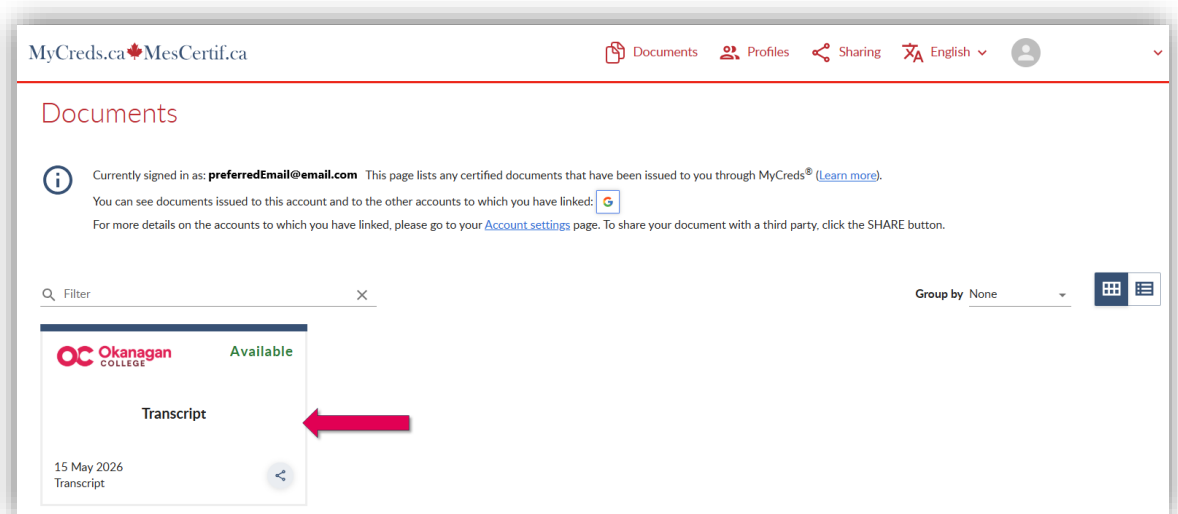 MyCreds.ca MesCertif.ca
Documents Profiles Sharing English
Documents
Currently signed in as: preferredEmail@email.com This page lists any certified documents that have been issued to you through MyCreds® (Learn more).
You can see documents issued to this account and to the other accounts to which you have linked: G
For more details on the accounts to which you have linked, please go to your Account settings page. To share your document with a third party, click the SHARE button.
Filter
Group by None
OC Okanagan COLLEGE
Available
Transcript
15 May 2026
Transcript